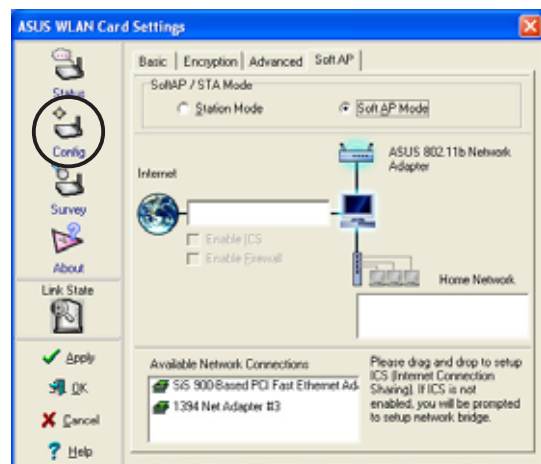 ASUS WLAN Card Settings
Status
Config
Survey
About
Link State
Apply
OK
Cancel
Help
Basic
Encryption
Advanced
Soft AP
SoftAP / STA Mode
Station Mode
Soft AP Mode
ASUS 802.11b Network
Adapter
Internet
Enable ICS
Enable Firewall
Home Network
Available Network Connections
SiS 900-Based PCI Fast Ethernet Ad
1394 Net Adapter #3
Please drag and drop to setup
ICS (Internet Connection
Sharing). If ICS is not
enabled, you will be prompted
to setup network bridge.